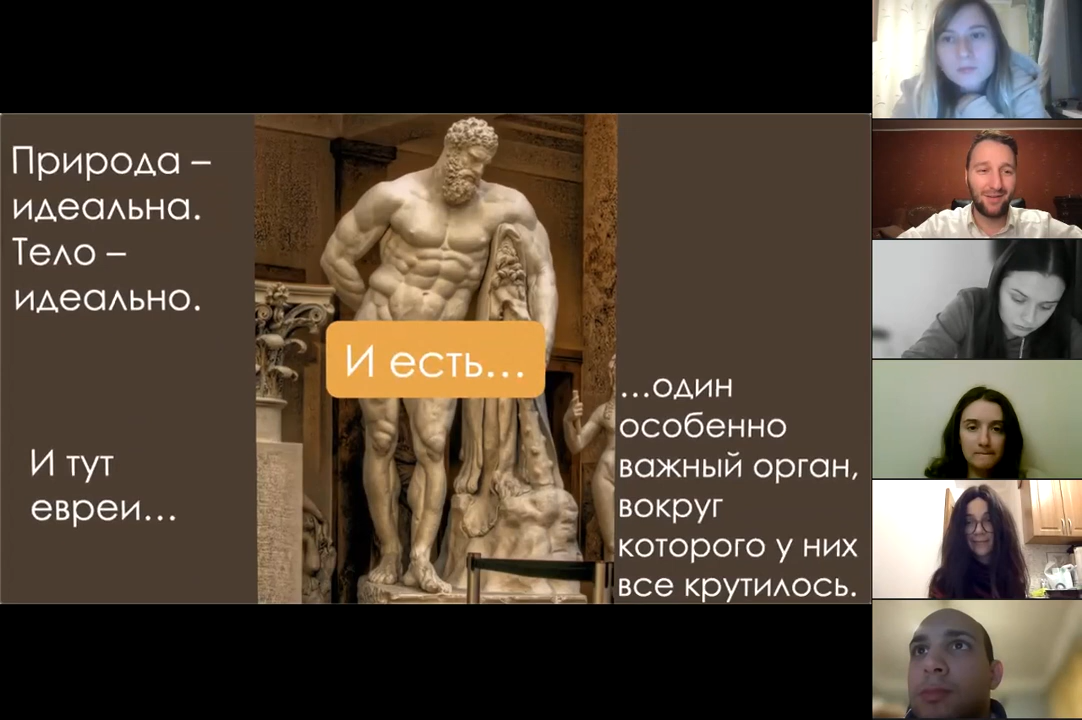 Природа –
идеальна.
Тело –
идеально.
И тут
евреи…
И есть…
…один
особенно
важный орган,
вокруг
которого у них
все крутилось.